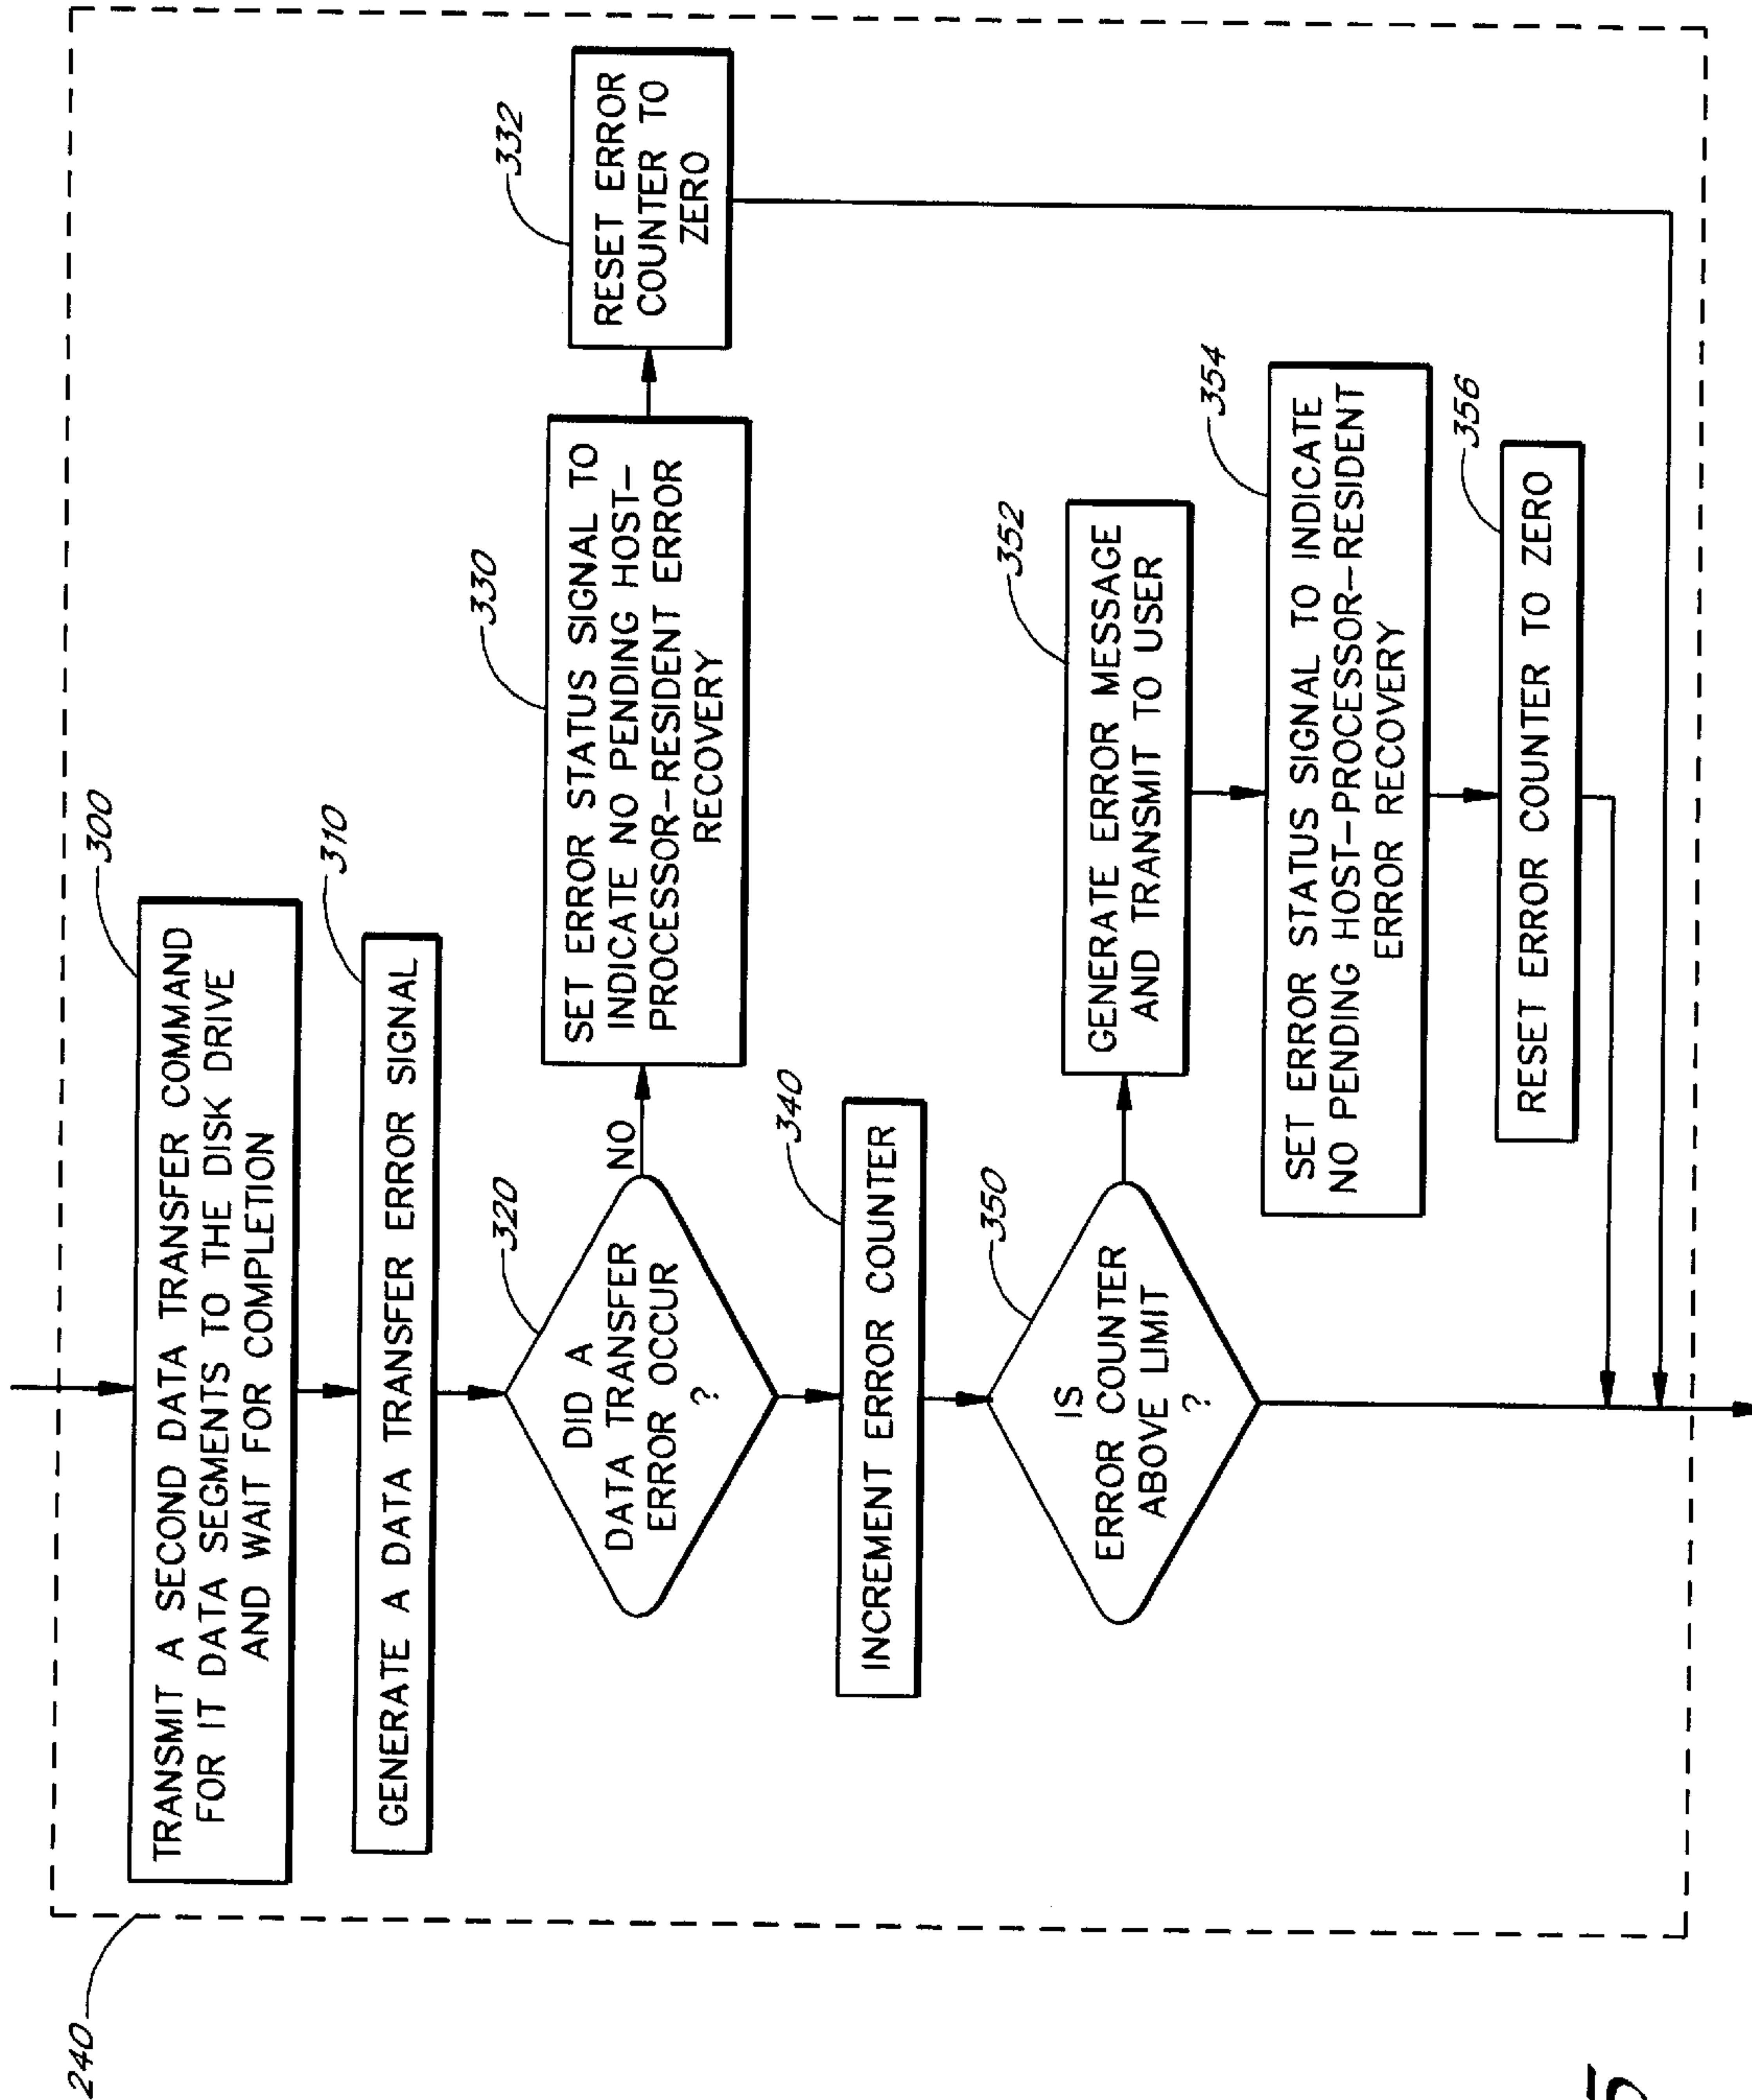 240
300
TRANSMIT A SECOND DATA TRANSFER COMMAND
FOR IT DATA SEGMENTS TO THE DISK DRIVE
AND WAIT FOR COMPLETION
310
GENERATE A DATA TRANSFER ERROR SIGNAL
320
DID A
DATA TRANSFER
ERROR OCCUR
?
NO
330
SET ERROR STATUS SIGNAL TO
INDICATE NO PENDING HOST-
PROCESSOR-RESIDENT ERROR
RECOVERY
332
RESET ERROR
COUNTER TO
ZERO
340
INCREMENT ERROR COUNTER
350
IS
ERROR COUNTER
ABOVE LIMIT
?
352
GENERATE ERROR MESSAGE
AND TRANSMIT TO USER
354
SET ERROR STATUS SIGNAL TO INDICATE
NO PENDING HOST-PROCESSOR-RESIDENT
ERROR RECOVERY
356
RESET ERROR COUNTER TO ZERO
5